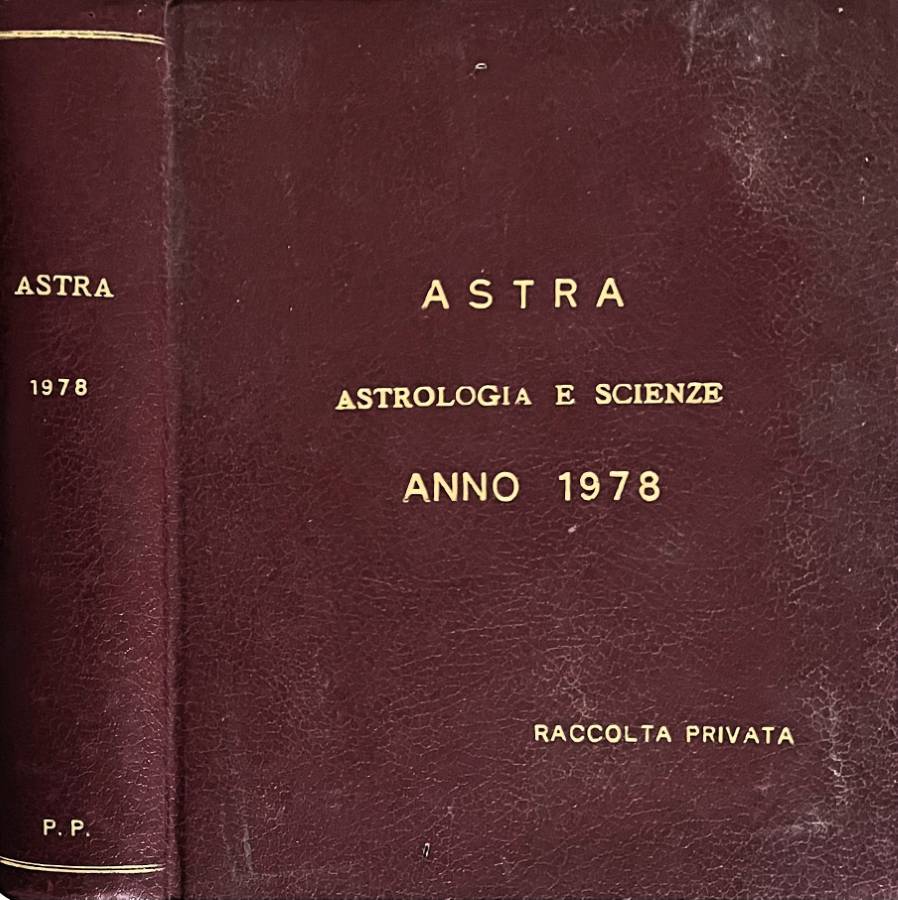 ASTRA
1978
P. P.
ASTRA
ASTROLOGIA E SCIENZE
ANNO 1978
RACCOLTA PRIVATA